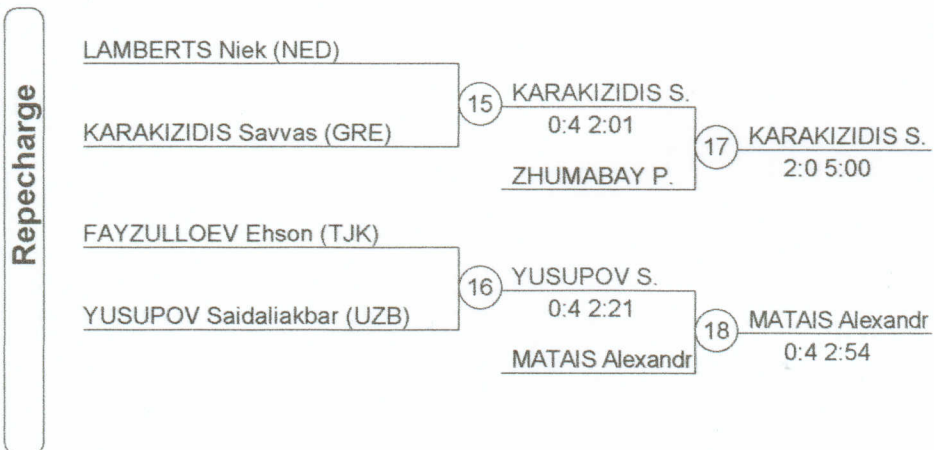 Repecharge
LAMBERTS Niek (NED)
KARAKIZIDIS Savvas (GRE)
15
KARAKIZIDIS S.
0:4 2:01
ZHUMABAY P.
17
KARAKIZIDIS S.
2:0 5:00
FAYZULLOEV Ehson (TJK)
YUSUPOV Saidaliakbar (UZB)
16
YUSUPOV S.
0:4 2:21
MATAIS Alexandr
18
MATAIS Alexandr
0:4 2:54